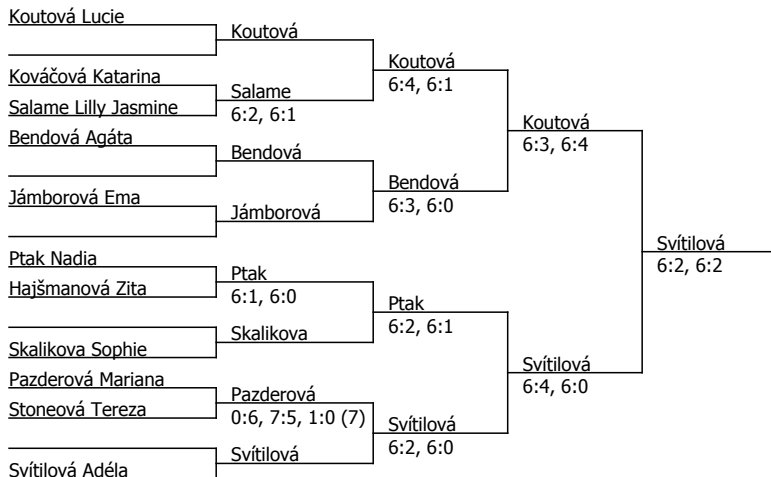 Koutová Lucie
Koutová
Kováčová Katarina
Koutová
6:4, 6:1
Salame Lilly Jasmine
Salame
6:2, 6:1
Koutová
6:3, 6:4
Bendová Agáta
Bendová
Bendová
6:3, 6:0
Jámborová Ema
Jámborová
Svítilová
6:2, 6:2
Ptak Nadia
Ptak
6:1, 6:0
Hajšmanová Zita
Ptak
6:2, 6:1
Skalikova
Skalikova Sophie
Svítilová
6:4, 6:0
Pazderová Mariana
Pazderová
0:6, 7:5, 1:0 (7)
Stoneová Tereza
Svítilová
6:2, 6:0
Svítilová
Svítilová Adéla